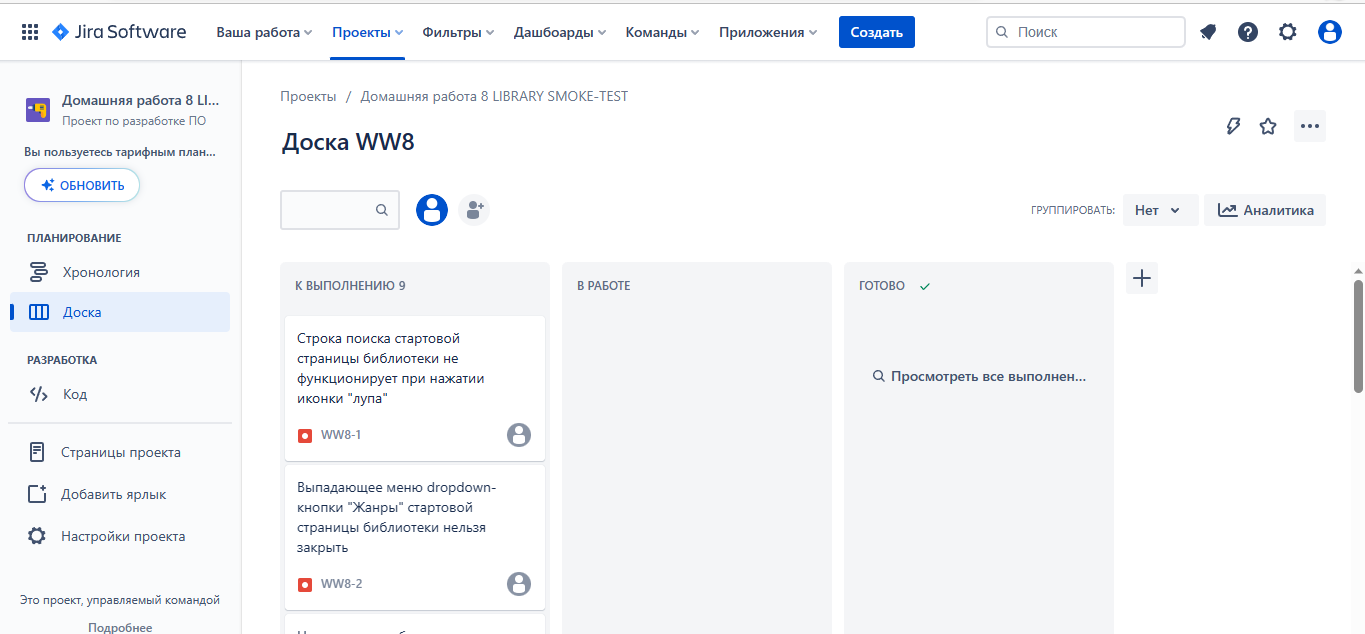 Jira Software
Ваша работа
Проекты
Фильтры
Дашборды
Команды
Приложения
Создать
Поиск
Домашняя работа 8 LI...
Проект по разработке ПО
Вы пользуетесь тарифным план...
ОБНОВИТЬ
ПЛАНИРОВАНИЕ
Хронология
Доска
РАЗРАБОТКА
Код
Страницы проекта
Добавить ярлык
Настройки проекта
Это проект, управляемый командой
Подробнее
Проекты / Домашняя работа 8 LIBRARY SMOKE-TEST
Доска WW8
ГРУППИРОВАТЬ:
Нет
Аналитика
К ВЫПОЛНЕНИЮ 9
Строка поиска стартовой
страницы библиотеки не
функционирует при нажатии
иконки "лупа"
WW8-1
Выпадающее меню dropdown-
кнопки "Жанры" стартовой
страницы библиотеки нельзя
закрыть
WW8-2
В РАБОТЕ
ГОТОВО
Просмотреть все выполнен...